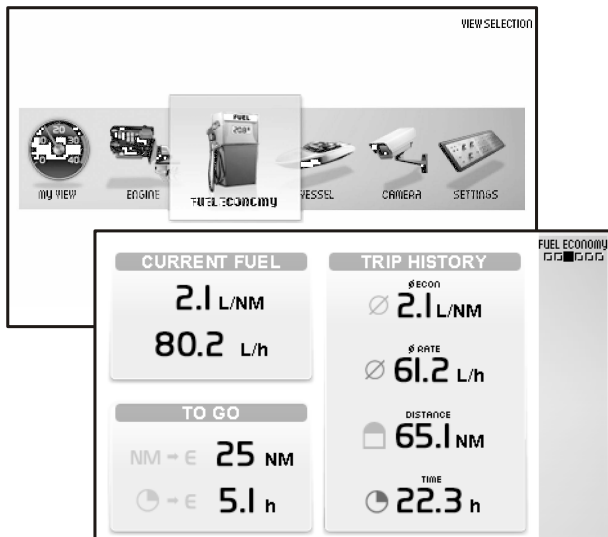 VIEW SELECTION
FUEL
MY VIEW
ENGINE
FUEL ECONOMY
VESSEL
CAMERA
SETTINGS
FUEL ECONOMY
CURRENT FUEL
2.1 L/NM
80.2 L/h
TO GO
NM → E 25 NM
→ E 5.1 h
TRIP HISTORY
Ø ECON
Ø 2.1 L/NM
Ø RATE
Ø 61.2 L/h
DISTANCE
65.1 NM
TIME
22.3 h